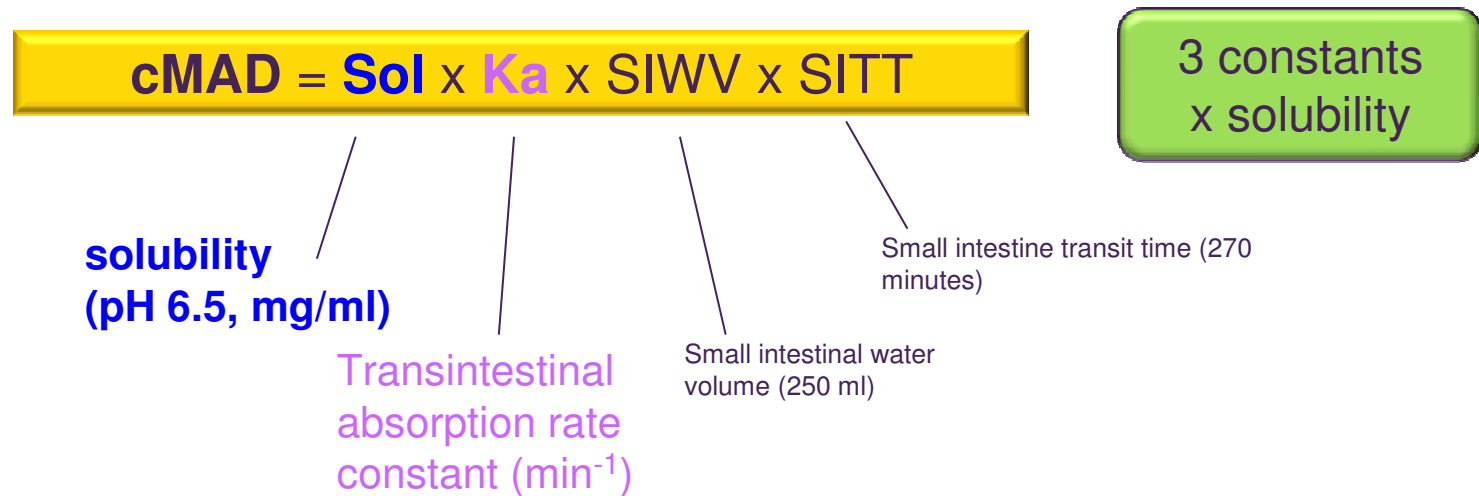 cMAD = Sol x Ka x SIWV x SITT
3 constants
x solubility
solubility
(pH 6.5, mg/ml)
Transintestinal
absorption rate
constant (min⁻¹)
Small intestinal water
volume (250 ml)
Small intestine transit time (270
minutes)